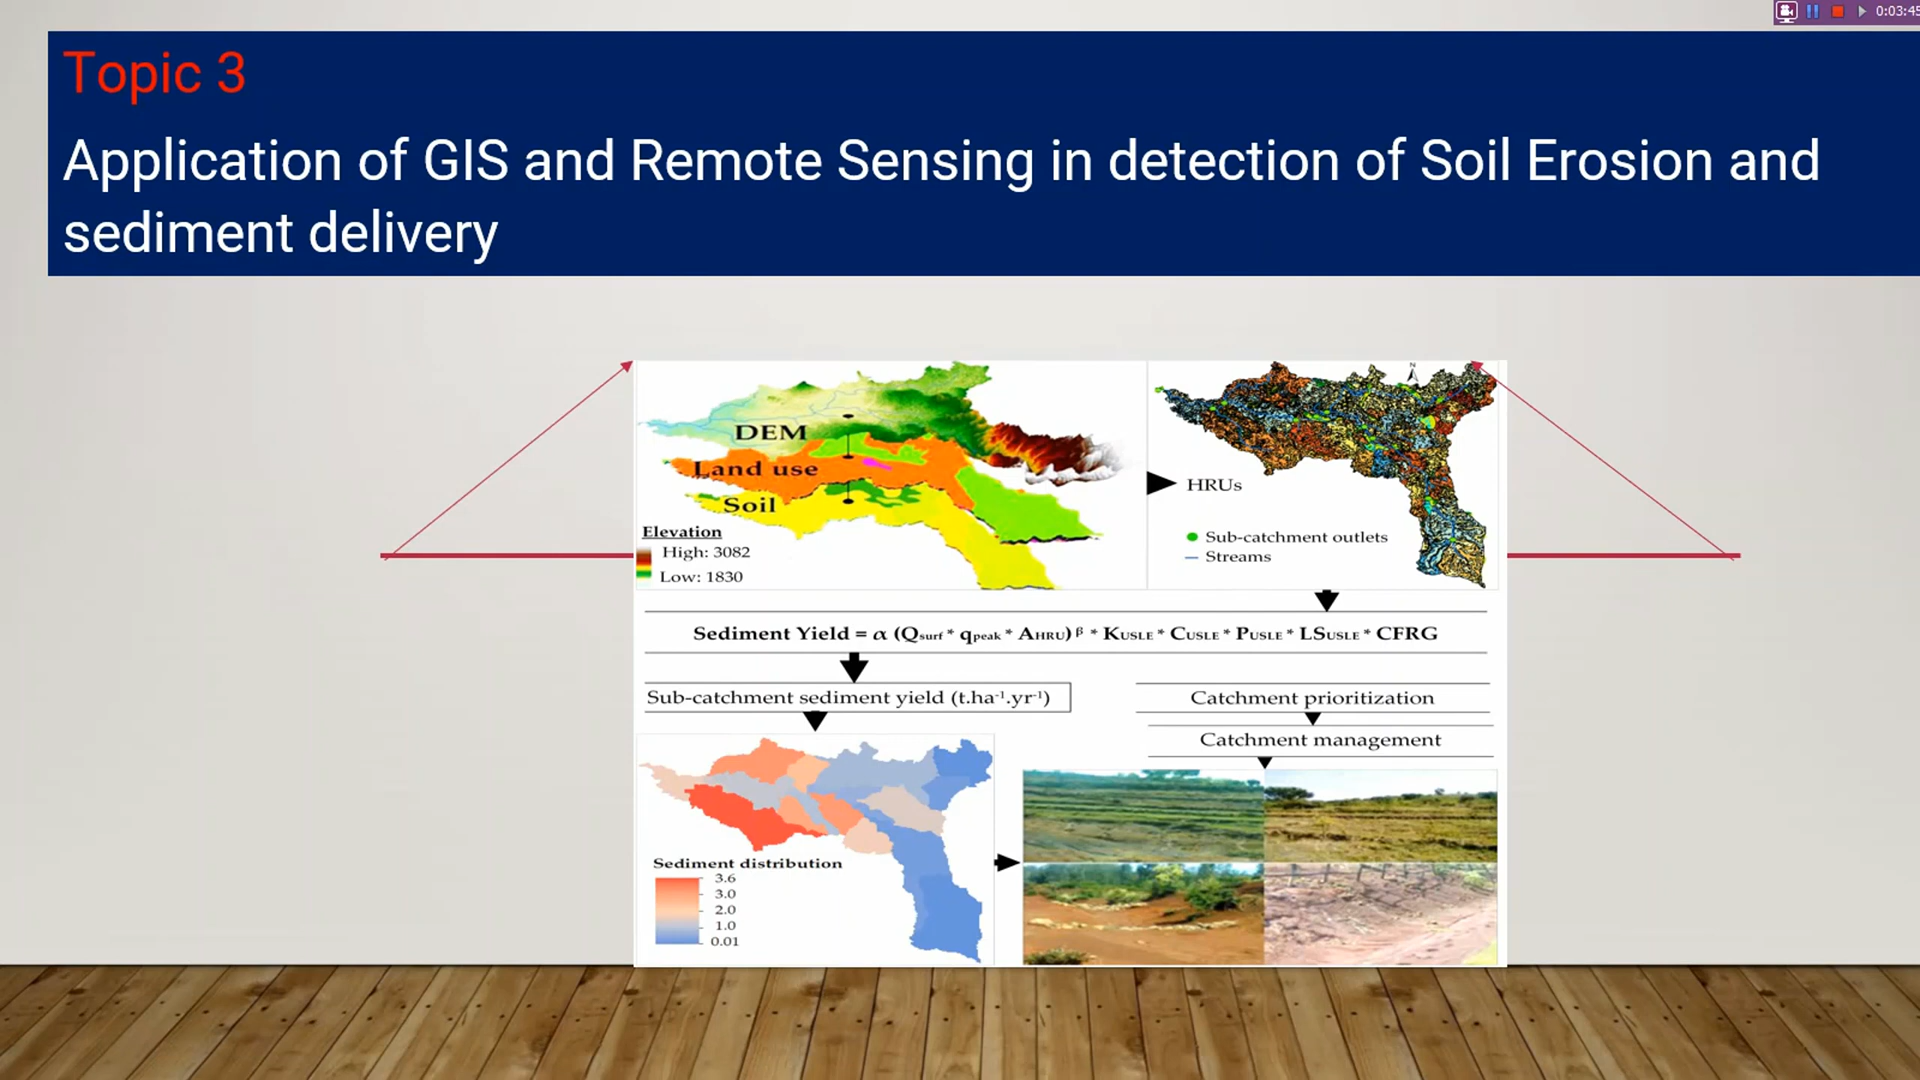 0:03:45
Topic 3
Application of GIS and Remote Sensing in detection of Soil Erosion and
sediment delivery
DEM
Land use
Soil
Elevation
High: 3082
Low: 1830
N
HRUs
Sub-catchment outlets
Streams
Sediment Yield = α (Qsurf * qpeak * AHRU) β * KUSLE * CUSLE * PUSLE * LSUSLE * CFRG
Sub-catchment sediment yield (t.ha⁻¹.yr⁻¹)
Catchment prioritization
Catchment management
Sediment distribution
3.6
3.0
2.0
1.0
0.01